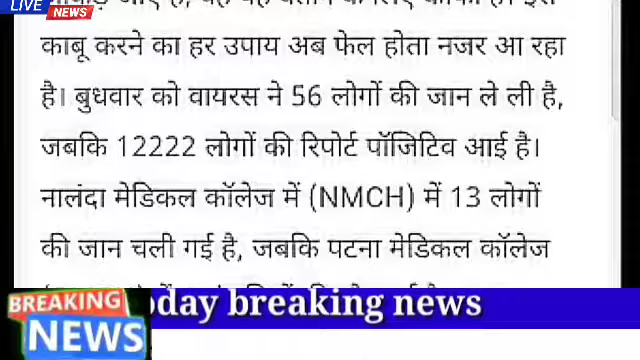 LIVE
NEWS
काबू करने का हर उपाय अब फेल होता नजर आ रहा
है। बुधवार को वायरस ने 56 लोगों की जान ले ली है,
जबकि 12222 लोगों की रिपोर्ट पॉजिटिव आई है।
नालंदा मेडिकल कॉलेज में (NMCH) में 13 लोगों
की जान चली गई है, जबकि पटना मेडिकल कॉलेज
oday breaking news
BREAKING
NEWS